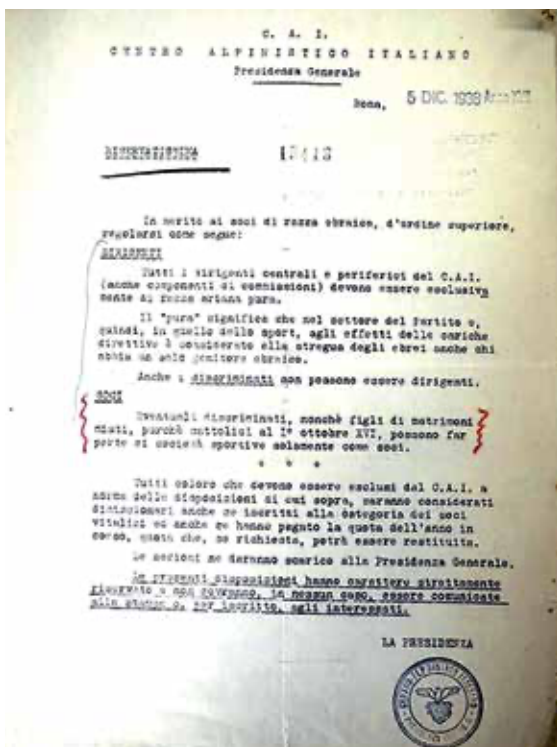 C. A. I.
CENTRO ALPINISTICO ITALIANO
Presidenza Generale
Roma, 5 DIC. 1938 Anno XVII
In merito ai soci di razza ebraica, d'ordine superiore,
regolarsi come segue:
DIRIGENTI
Tutti i dirigenti centrali e periferici del C.A.I.
(anche componenti di commissioni) devono essere esclusiva
mente di razza ariana pura.
Il "pura" significa che nel settore del Partito e,
quindi, in quello dello sport, agli effetti delle cariche
direttive è considerato alla stregua degli ebrei anche chi
abbia un solo genitore ebraico.
Anche i discriminati non possono essere dirigenti.
SOCI
Eventuali discriminati, nonchè figli di matrimoni
misti, purchè cattolici al 1° ottobre XVI, possono far
parte di società sportive solamente come soci.
* * *
Tutti coloro che devono essere esclusi dal C.A.I. a
norma delle disposizioni di cui sopra, saranno considerati
dimissionari anche se iscritti alla categoria dei soci
vitalizi ed anche se hanno pagato la quota dell'anno in
corso, quota che, se richiesta, potrà essere restituita.
Le sezioni ne daranno scarico alla Presidenza Generale.
Le presenti disposizioni hanno carattere strettamente
riservato e non dovranno, in nessun caso, essere comunicate
alla stampa o, per iscritto, agli interessati.
LA PRESIDENZA